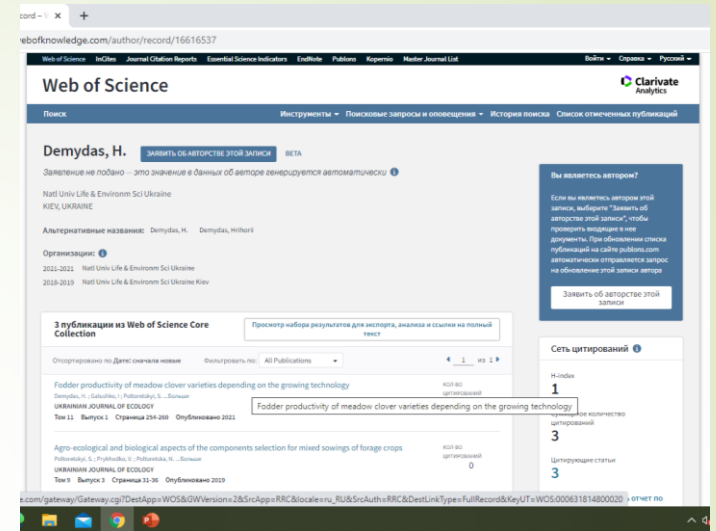 cord – V × +
ebofknowledge.com/author/record/16616537
Web of Science InCites Journal Citation Reports Essential Science Indicators EndNote Publons Kopernio Master Journal List Войти Справка Русский
Web of Science
Clarivate
Analytics
Поиск Инструменты Поисковые запросы и оповещения История поиска Список отмеченных публикаций
Demydas, H. ЗАЯВИТЬ ОБ АВТОРСТВЕ ЭТОЙ ЗАПИСИ BETA
Заявление не подано — это значение в данных об авторе генерируется автоматически
Natl Univ Life & Environm Sci Ukraine
KIEV, UKRAINE
Альтернативные названия: Demydas, H. Demydas, Hrihorii
Организации:
2021-2021 Natl Univ Life & Environm Sci Ukraine
2018-2019 Natl Univ Life & Environm Sci Ukraine Kiev
Вы являетесь автором?
Если вы являетесь автором этой
записи, выберите "Заявить об
авторстве этой записи", чтобы
проверить входящие в нее
документы. При обновлении списка
публикаций на сайте publons.com
автоматически отправляется запрос
на обновление этой записи автора
Заявить об авторстве этой
записи
3 публикации из Web of Science Core
Collection
Просмотр набора результатов для экспорта, анализа и ссылки на полный
текст
Отсортировано по Дате: сначала новые Фильтровать по: All Publications 1 из 1
Fodder productivity of meadow clover varieties depending on the growing technology
Demydas, H. ; Galushko, I ; Poltoretskyi, S. ...Больше
UKRAINIAN JOURNAL OF ECOLOGY
Том 11 Выпуск 1 Страница 254-260 Опубликовано 2021
КОЛ-ВО
ЦИТИРОВАНИЙ
Fodder productivity of meadow clover varieties depending on the growing technology
Agro-ecological and biological aspects of the components selection for mixed sowings of forage crops
Poltoretskyi, S. ; Prykhodko, V ; Poltoretska, N. ...Больше
UKRAINIAN JOURNAL OF ECOLOGY
Том 9 Выпуск 3 Страница 31-36 Опубликовано 2019
КОЛ-ВО
ЦИТИРОВАНИЙ
0
Сеть цитирований
H-index
1
количество
цитирований
3
Цитирующие статьи
3
отчет по
e.com/gateway/Gateway.cgi?DestApp=WOS&GWVersion=2&SrcApp=RRC&locale=ru_RU&SrcAuth=RRC&DestLinkType=FullRecord&KeyUT=WOS:000631814800020